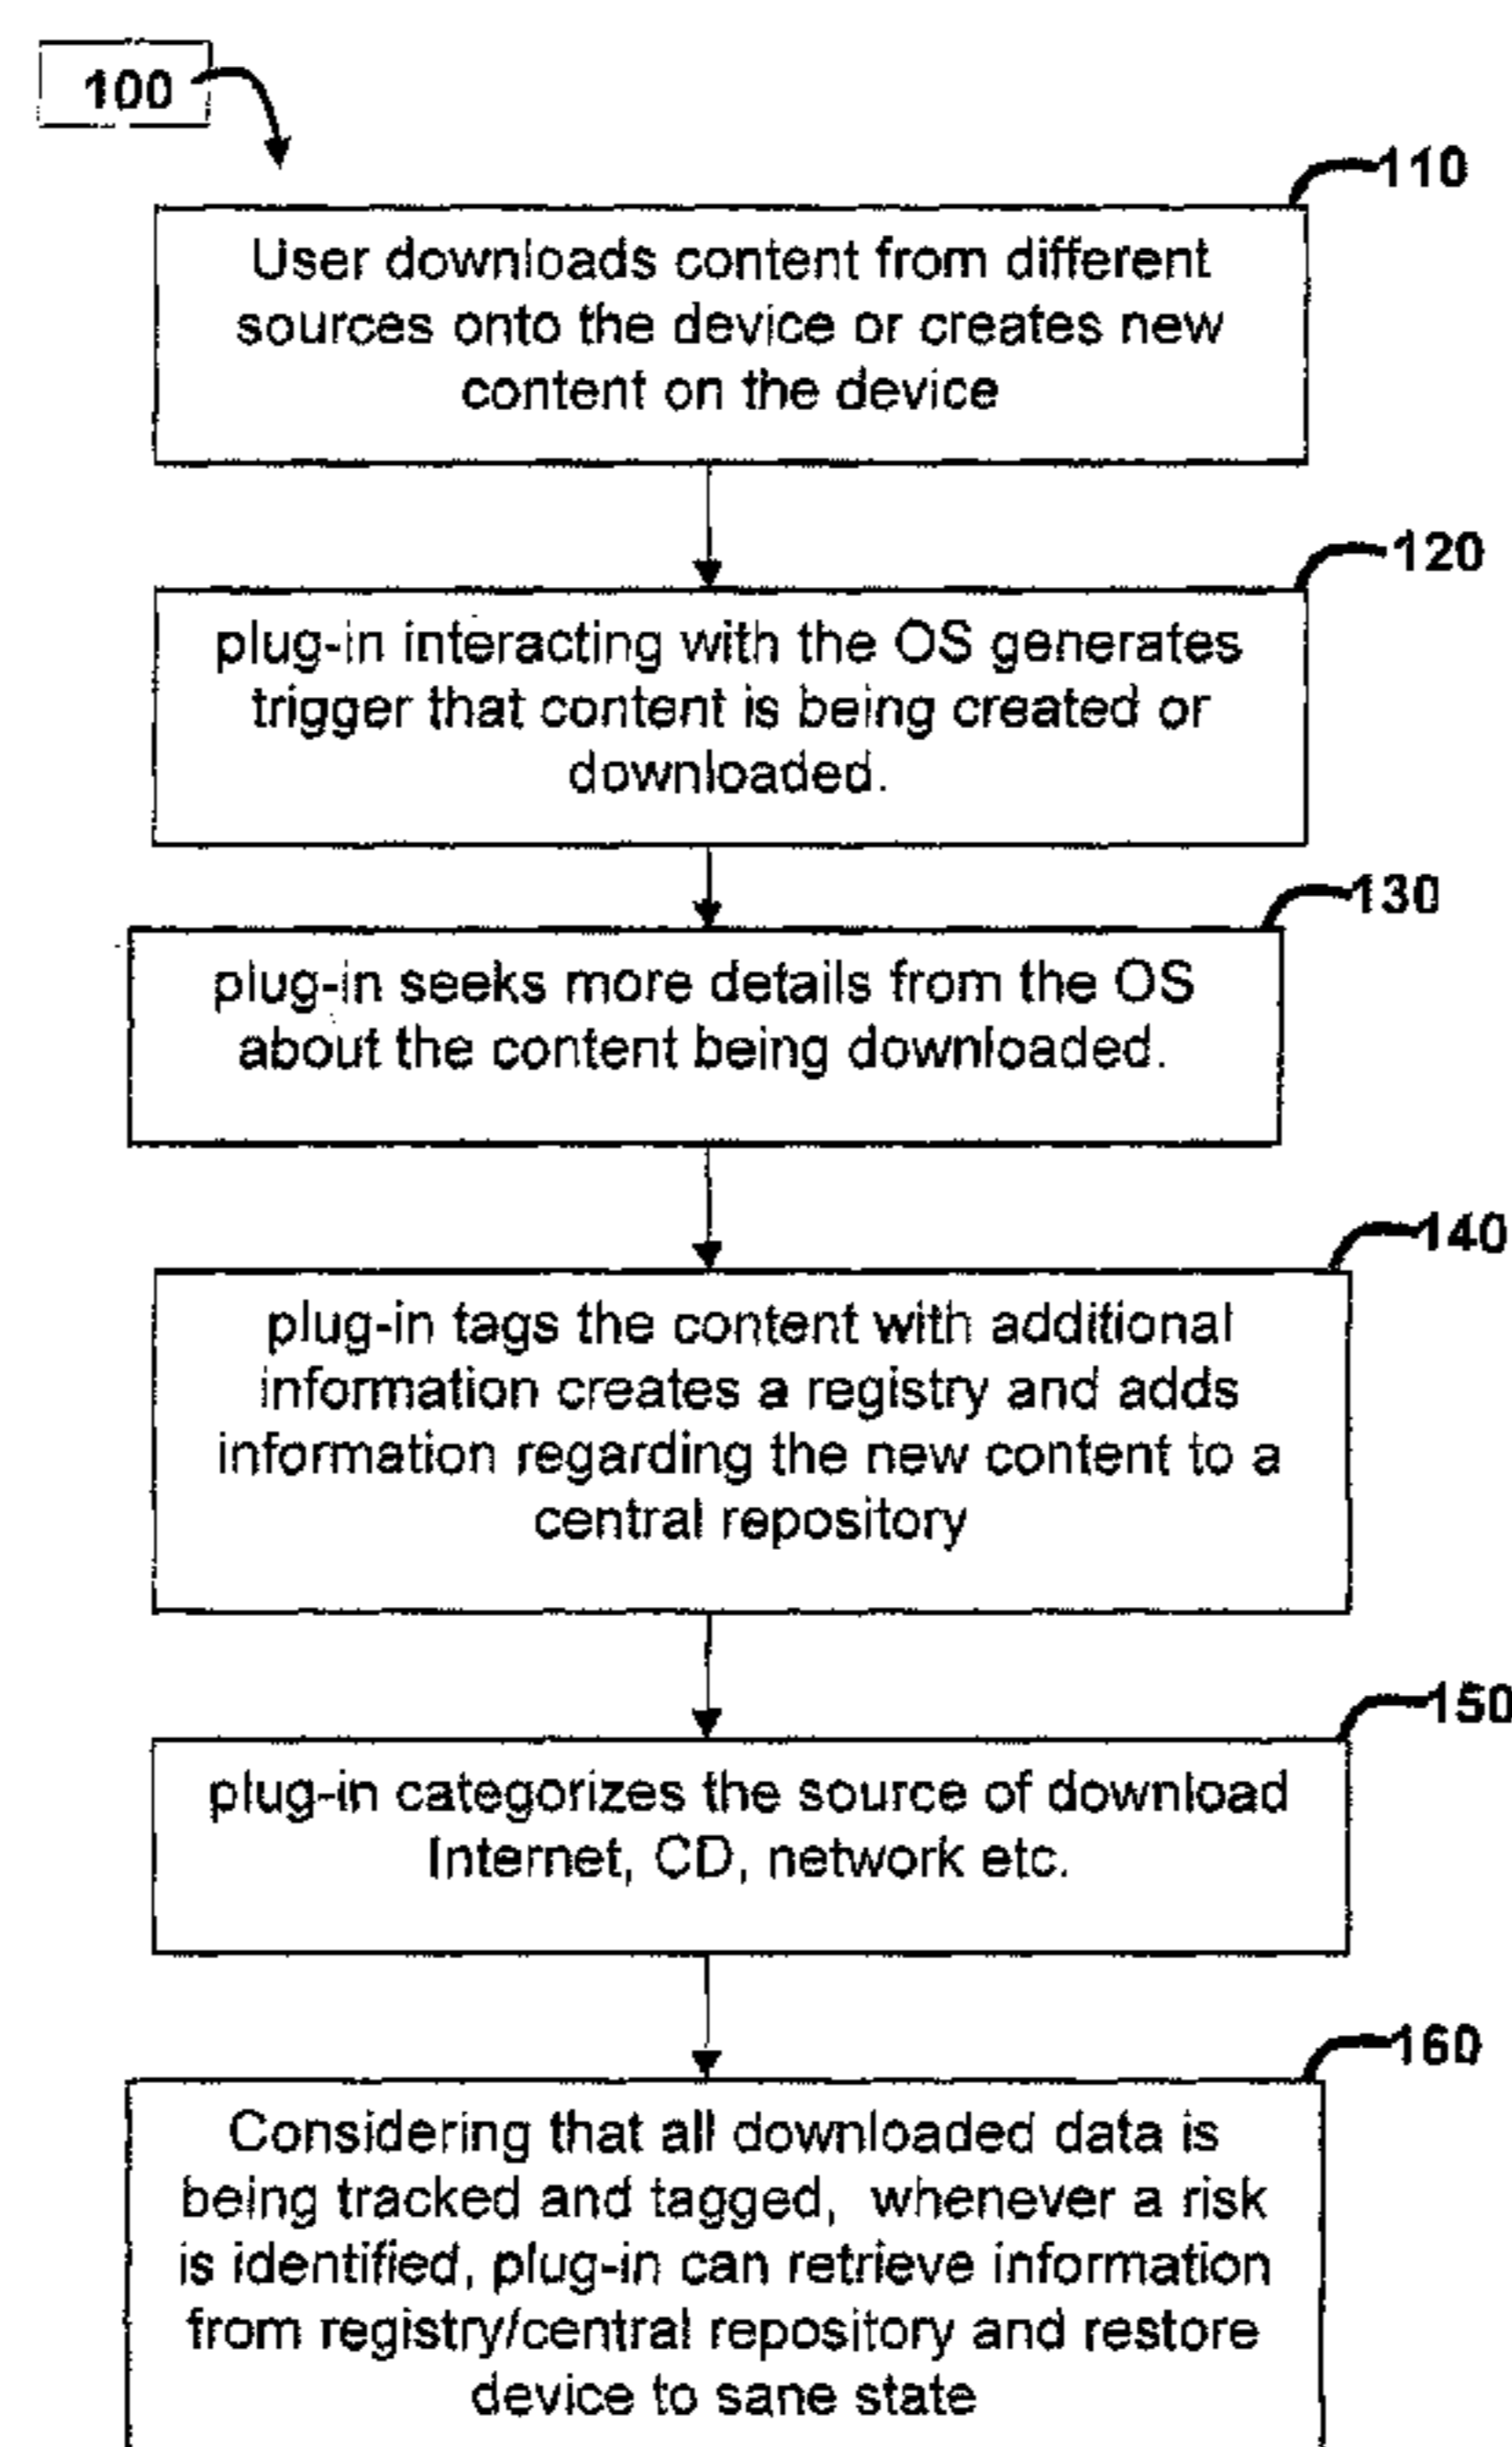 100
110
User downloads content from different
sources onto the device or creates new
content on the device
120
plug-in interacting with the OS generates
trigger that content is being created or
downloaded.
130
plug-in seeks more details from the OS
about the content being downloaded.
140
plug-in tags the content with additional
information creates a registry and adds
information regarding the new content to a
central repository
150
plug-in categorizes the source of download
Internet, CD, network etc.
160
Considering that all downloaded data is
being tracked and tagged, whenever a risk
is identified, plug-in can retrieve information
from registry/central repository and restore
device to sane state